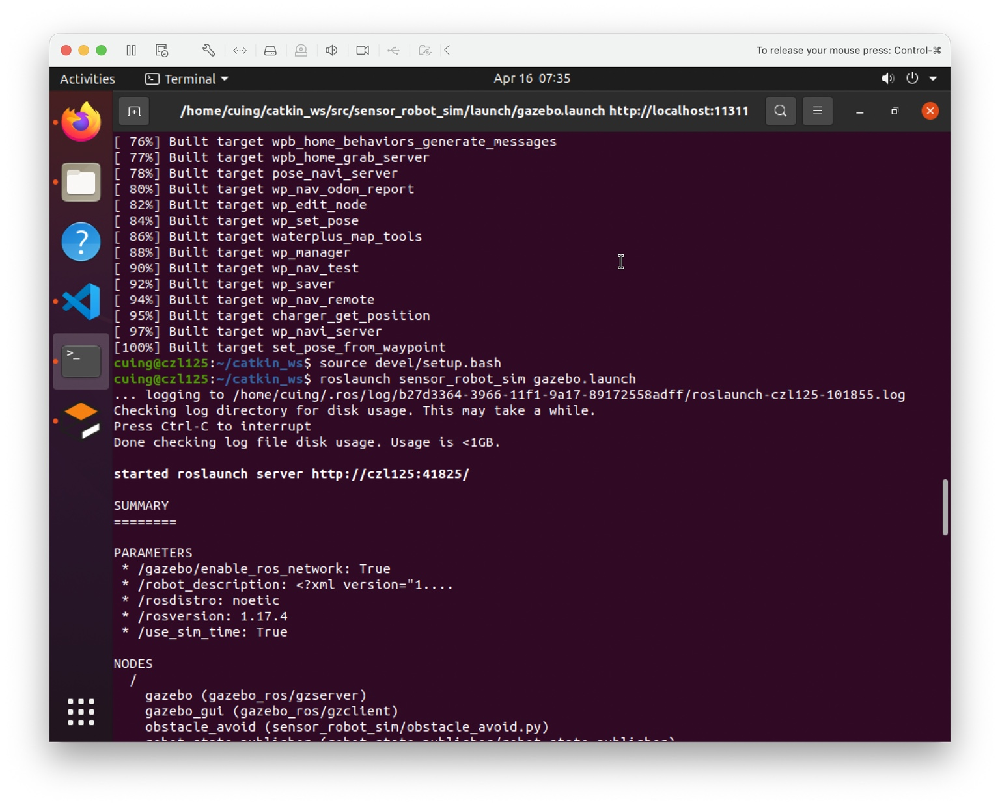 To release your mouse press: Control-⌘
Activities
Terminal
Apr 16 07:35
/home/cuing/catkin_ws/src/sensor_robot_sim/launch/gazebo.launch http://localhost:11311
[ 76%] Built target wpb_home_behaviors_generate_messages
[ 77%] Built target wpb_home_grab_server
[ 78%] Built target pose_navi_server
[ 80%] Built target wp_nav_odom_report
[ 82%] Built target wp_edit_node
[ 84%] Built target wp_set_pose
[ 86%] Built target waterplus_map_tools
[ 88%] Built target wp_manager
[ 90%] Built target wp_nav_test
[ 92%] Built target wp_saver
[ 94%] Built target wp_nav_remote
[ 95%] Built target charger_get_position
[ 97%] Built target wp_navi_server
[100%] Built target set_pose_from_waypoint
cuing@czl125:~/catkin_ws$ source devel/setup.bash
cuing@czl125:~/catkin_ws$ roslaunch sensor_robot_sim gazebo.launch
... logging to /home/cuing/.ros/log/b27d3364-3966-11f1-9a17-89172558adff/roslaunch-czl125-101855.log
Checking log directory for disk usage. This may take a while.
Press Ctrl-C to interrupt
Done checking log file disk usage. Usage is <1GB.
started roslaunch server http://czl125:41825/
SUMMARY
========
PARAMETERS
 * /gazebo/enable_ros_network: True
 * /robot_description: <?xml version="1....
 * /rosdistro: noetic
 * /rosversion: 1.17.4
 * /use_sim_time: True
NODES
  /
    gazebo (gazebo_ros/gzserver)
    gazebo_gui (gazebo_ros/gzclient)
    obstacle_avoid (sensor_robot_sim/obstacle_avoid.py)
    robot_state_publisher (robot_state_publisher/robot_state_publisher)